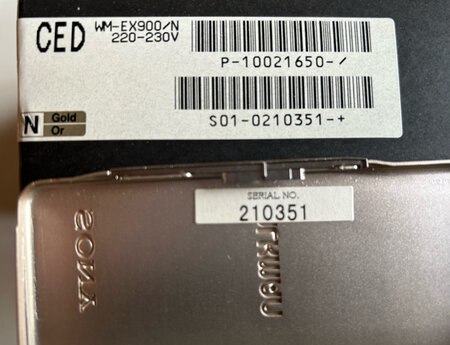 CED
WM-EX900/N
220-230V
P-10021650-/
S01-0210351-+
N
Gold
Or
SERIAL NO.
210351
SONY